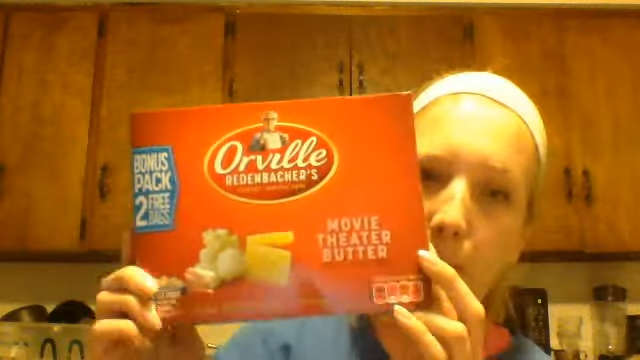 Orville
REDENBACHER'S
BONUS
PACK
2 FREE
BAGS
MOVIE
THEATER
BUTTER